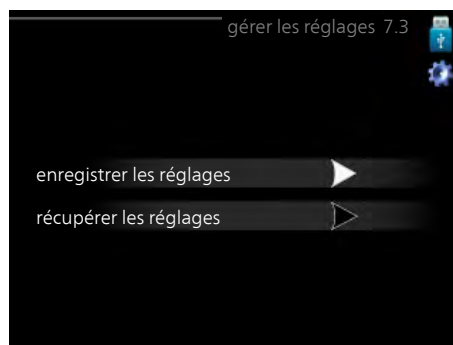 gérer les réglages 7.3
enregistrer les réglages
récupérer les réglages